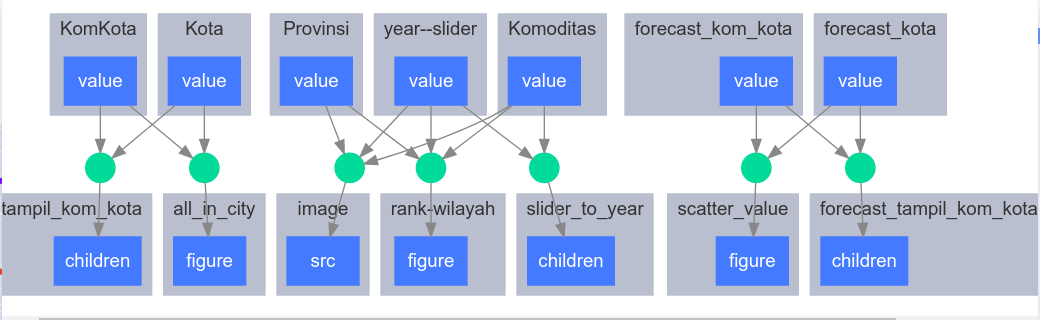 KomKota
Kota
Provinsi
year--slider
Komoditas
forecast_kom_kota
forecast_kota
value
value
value
value
value
value
value
tampil_kom_kota
all_in_city
image
rank-wilayah
slider_to_year
scatter_value
forecast_tampil_kom_kota
children
figure
src
figure
children
figure
children